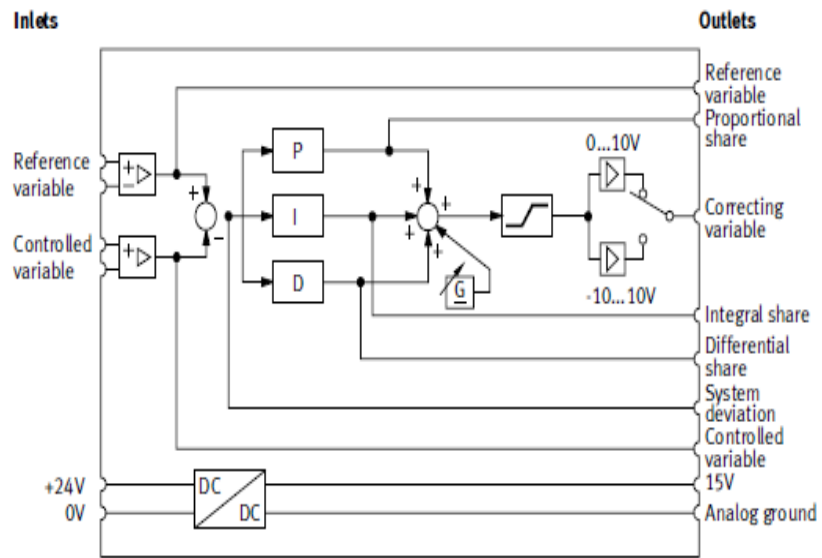 Inlets
Outlets
Reference
variable
Proportional
share
0...10V
P
Reference
variable
+
−
+
+
+
I
Correcting
variable
Controlled
variable
+
−
+
+
D
G
-10...10V
Integral share
Differential
share
System
deviation
Controlled
variable
+24V
DC
15V
0V
DC
Analog ground